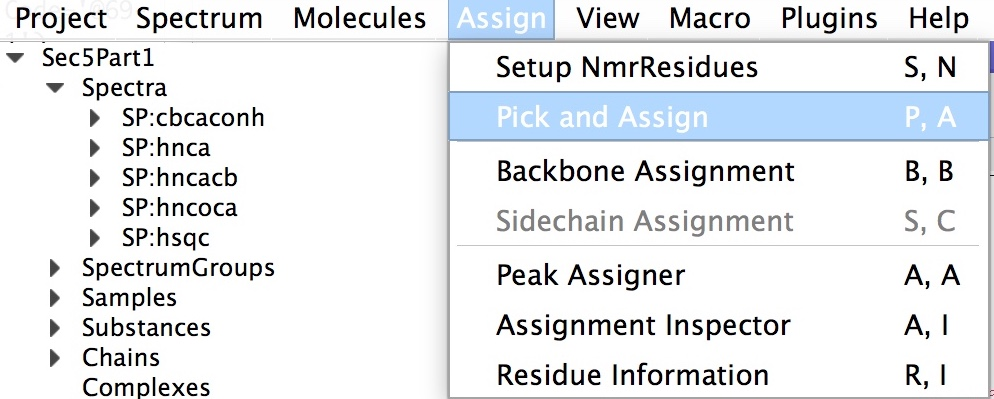 Project Spectrum Molecules Assign View Macro Plugins Help
Sec5Part1
Spectra
SP:cbcaconh
SP:hnca
SP:hncacb
SP:hncoca
SP:hsqc
SpectrumGroups
Samples
Substances
Chains
Complexes
Setup NmrResidues S, N
Pick and Assign P, A
Backbone Assignment B, B
Sidechain Assignment S, C
Peak Assigner A, A
Assignment Inspector A, I
Residue Information R, I